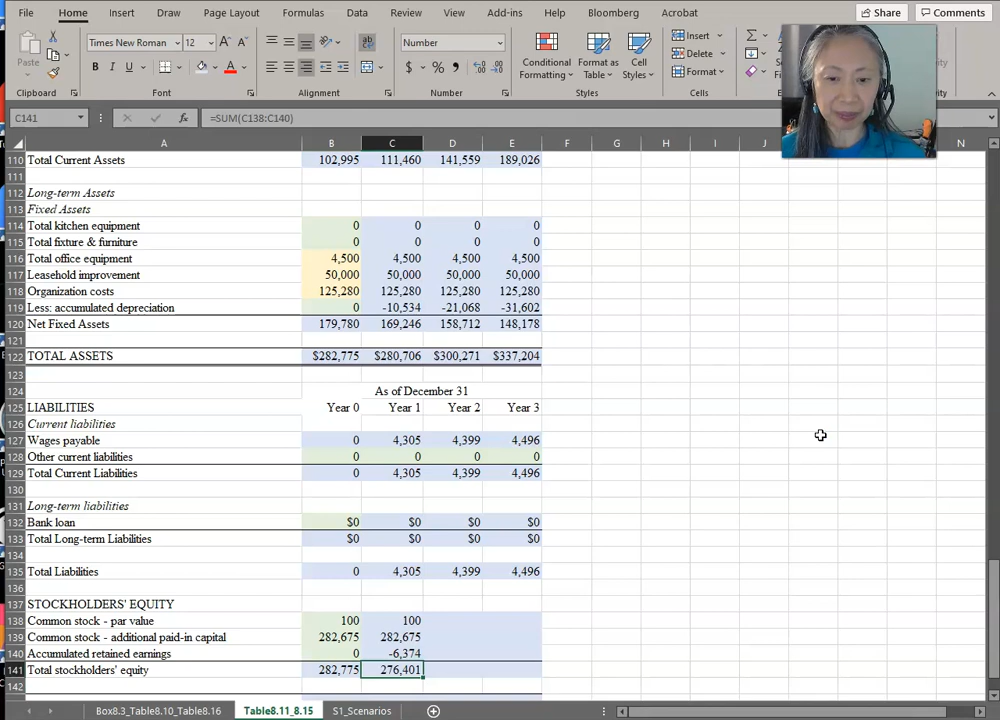 File Home Insert Draw Page Layout Formulas Data Review View Add-ins Help Bloomberg Acrobat Share Comments
Paste Times New Roman 12 A A ab Number Conditional Formatting Format as Table Cell Styles Insert Delete Format
B I U A $ % 9
Clipboard Font Alignment Number Styles Cells
C141 fx =SUM(C138:C140)
A B C D E F G H I J N
110 Total Current Assets 102,995 111,460 141,559 189,026
111
112 Long-term Assets
113 Fixed Assets
114 Total kitchen equipment 0 0 0 0
115 Total fixture & furniture 0 0 0 0
116 Total office equipment 4,500 4,500 4,500 4,500
117 Leasehold improvement 50,000 50,000 50,000 50,000
118 Organization costs 125,280 125,280 125,280 125,280
119 Less: accumulated depreciation 0 -10,534 -21,068 -31,602
120 Net Fixed Assets 179,780 169,246 158,712 148,178
121
122 TOTAL ASSETS $282,775 $280,706 $300,271 $337,204
123
124 As of December 31
125 LIABILITIES Year 0 Year 1 Year 2 Year 3
126 Current liabilities
127 Wages payable 0 4,305 4,399 4,496
128 Other current liabilities 0 0 0 0
129 Total Current Liabilities 0 4,305 4,399 4,496
130
131 Long-term liabilities
132 Bank loan $0 $0 $0 $0
133 Total Long-term Liabilities $0 $0 $0 $0
134
135 Total Liabilities 0 4,305 4,399 4,496
136
137 STOCKHOLDERS' EQUITY
138 Common stock - par value 100 100
139 Common stock - additional paid-in capital 282,675 282,675
140 Accumulated retained earnings 0 -6,374
141 Total stockholders' equity 282,775 276,401
142
Box8.3_Table8.10_Table8.16 Table8.11_8.15 S1_Scenarios